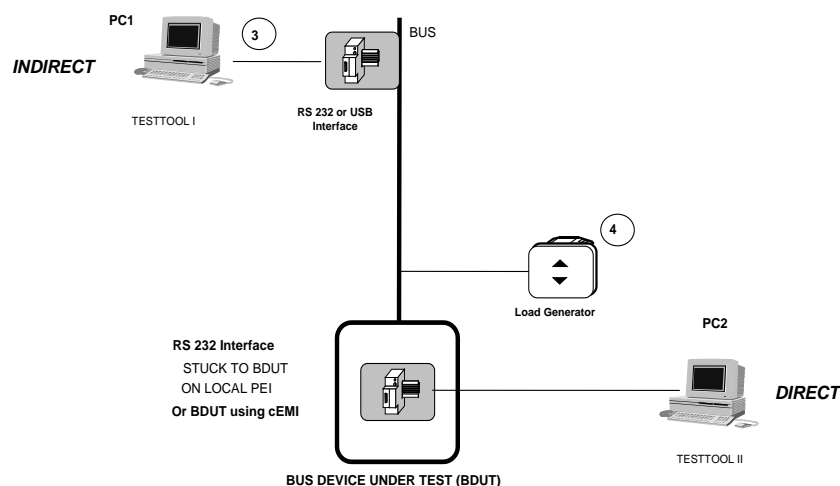 PC1
3
BUS
INDIRECT
TESTTOOL I
RS 232 or USB
Interface
4
Load Generator
PC2
RS 232 Interface
STUCK TO BDUT
ON LOCAL PEI
Or BDUT using cEMI
DIRECT
TESTTOOL II
BUS DEVICE UNDER TEST (BDUT)